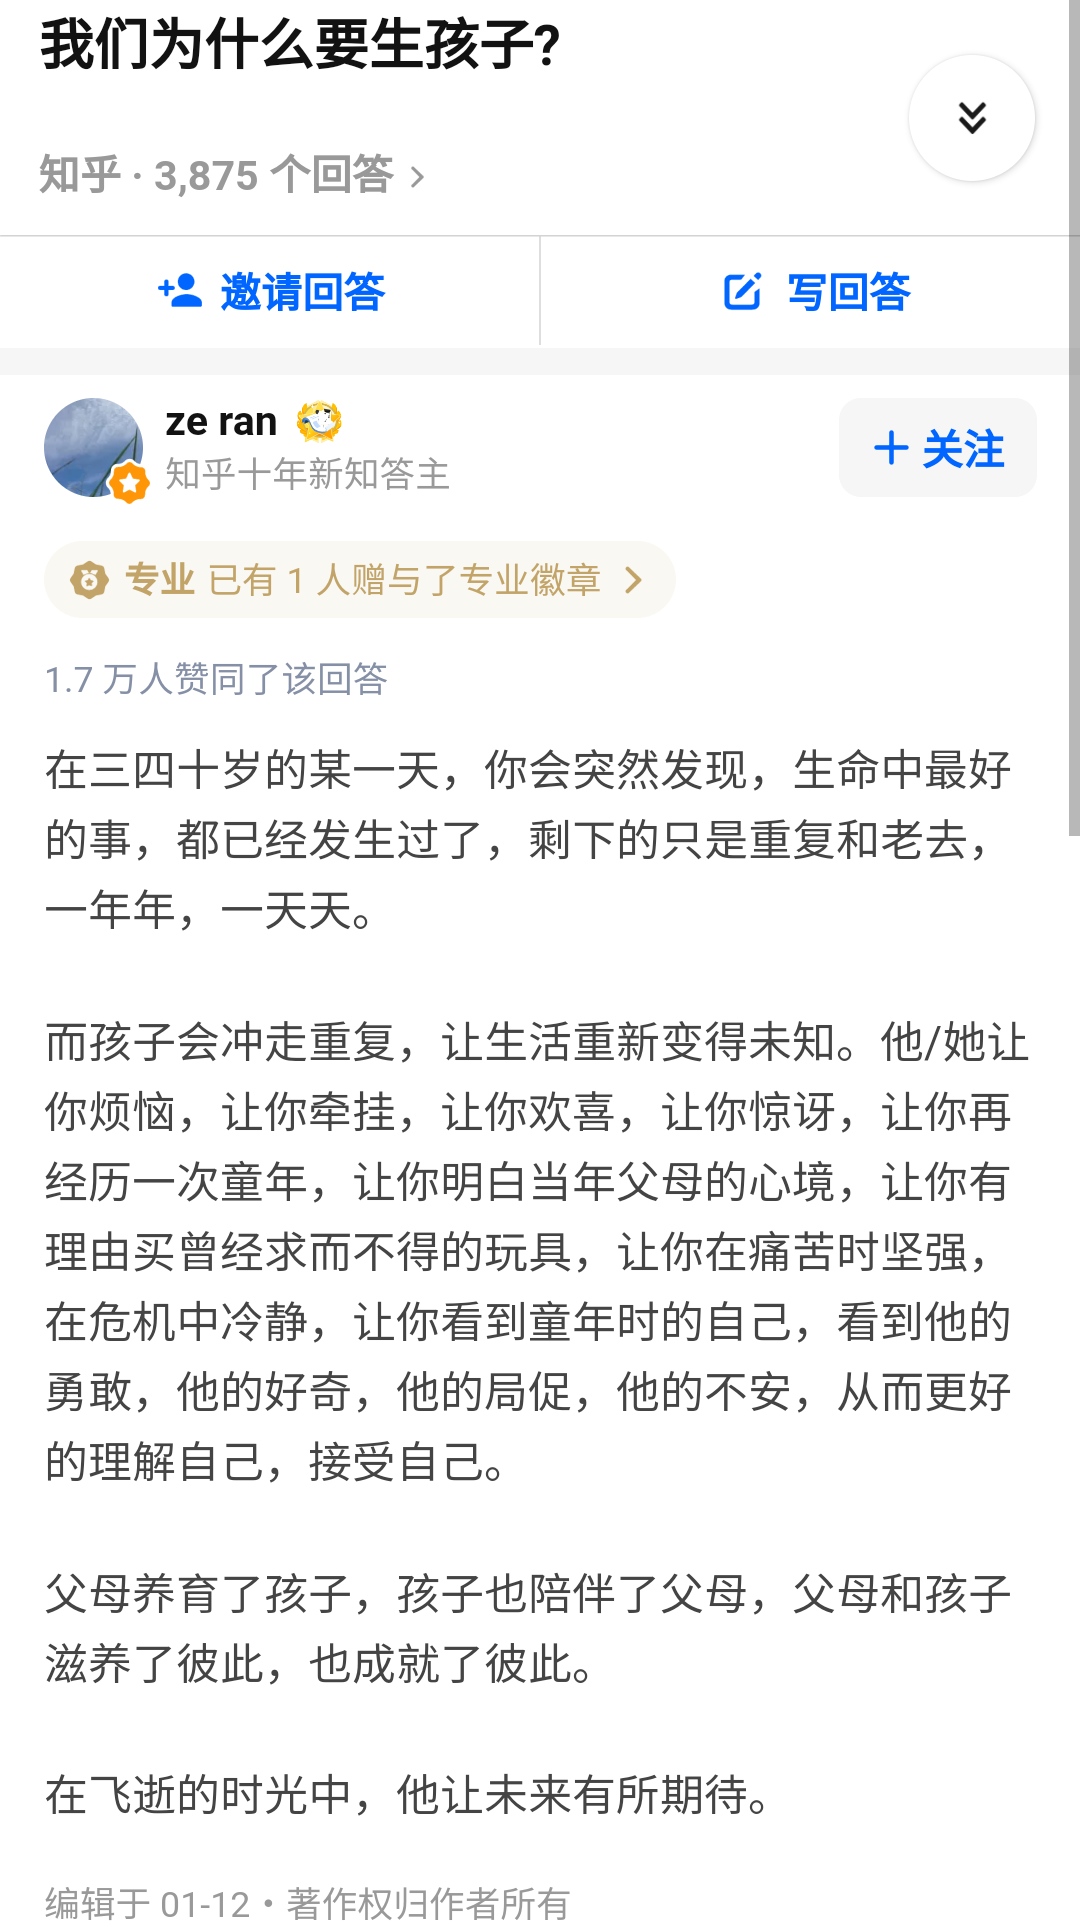 我们为什么要生孩子?
知乎 · 3,875 个回答 >
邀请回答
写回答
ze ran
知乎十年新知答主
+ 关注
专业 已有 1 人赠与了专业徽章 >
1.7 万人赞同了该回答
在三四十岁的某一天，你会突然发现，生命中最好
的事，都已经发生过了，剩下的只是重复和老去，
一年年，一天天。
而孩子会冲走重复，让生活重新变得未知。他/她让
你烦恼，让你牵挂，让你欢喜，让你惊讶，让你再
经历一次童年，让你明白当年父母的心境，让你有
理由买曾经求而不得的玩具，让你在痛苦时坚强，
在危机中冷静，让你看到童年时的自己，看到他的
勇敢，他的好奇，他的局促，他的不安，从而更好
的理解自己，接受自己。
父母养育了孩子，孩子也陪伴了父母，父母和孩子
滋养了彼此，也成就了彼此。
在飞逝的时光中，他让未来有所期待。
编辑于 01-12 · 著作权归作者所有